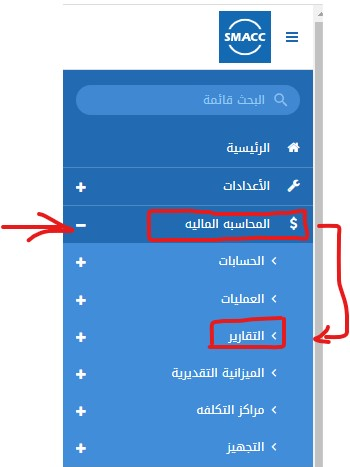 SMACC
البحث قائمة
الرئيسية
الأعدادات
المحاسبه الماليه
الحسابات
العمليات
التقارير
الميزانية التقديرية
مراكز التكلفه
التجهيز